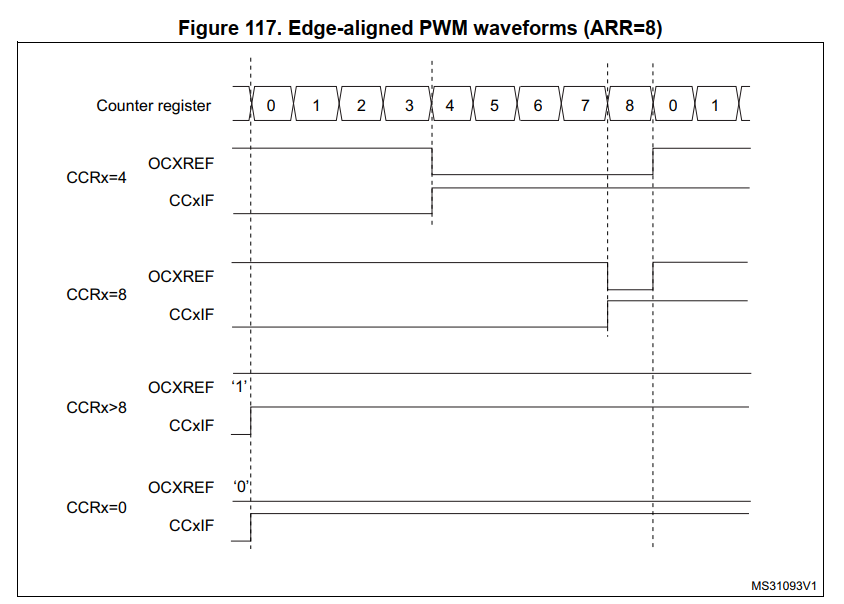 Figure 117. Edge-aligned PWM waveforms (ARR=8)
Counter register 0 1 2 3 4 5 6 7 8 0 1
CCRx=4
OCXREF
CCxIF
CCRx=8
OCXREF
CCxIF
CCRx>8
OCXREF ‘1’
CCxIF
CCRx=0
OCXREF ‘0’
CCxIF
MS31093V1